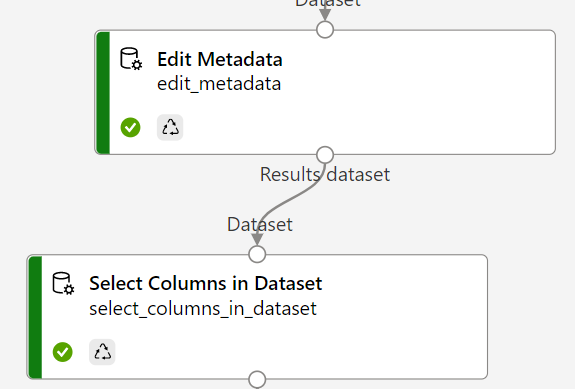 Dataset
Edit Metadata
edit_metadata
Results dataset
Dataset
Select Columns in Dataset
select_columns_in_dataset